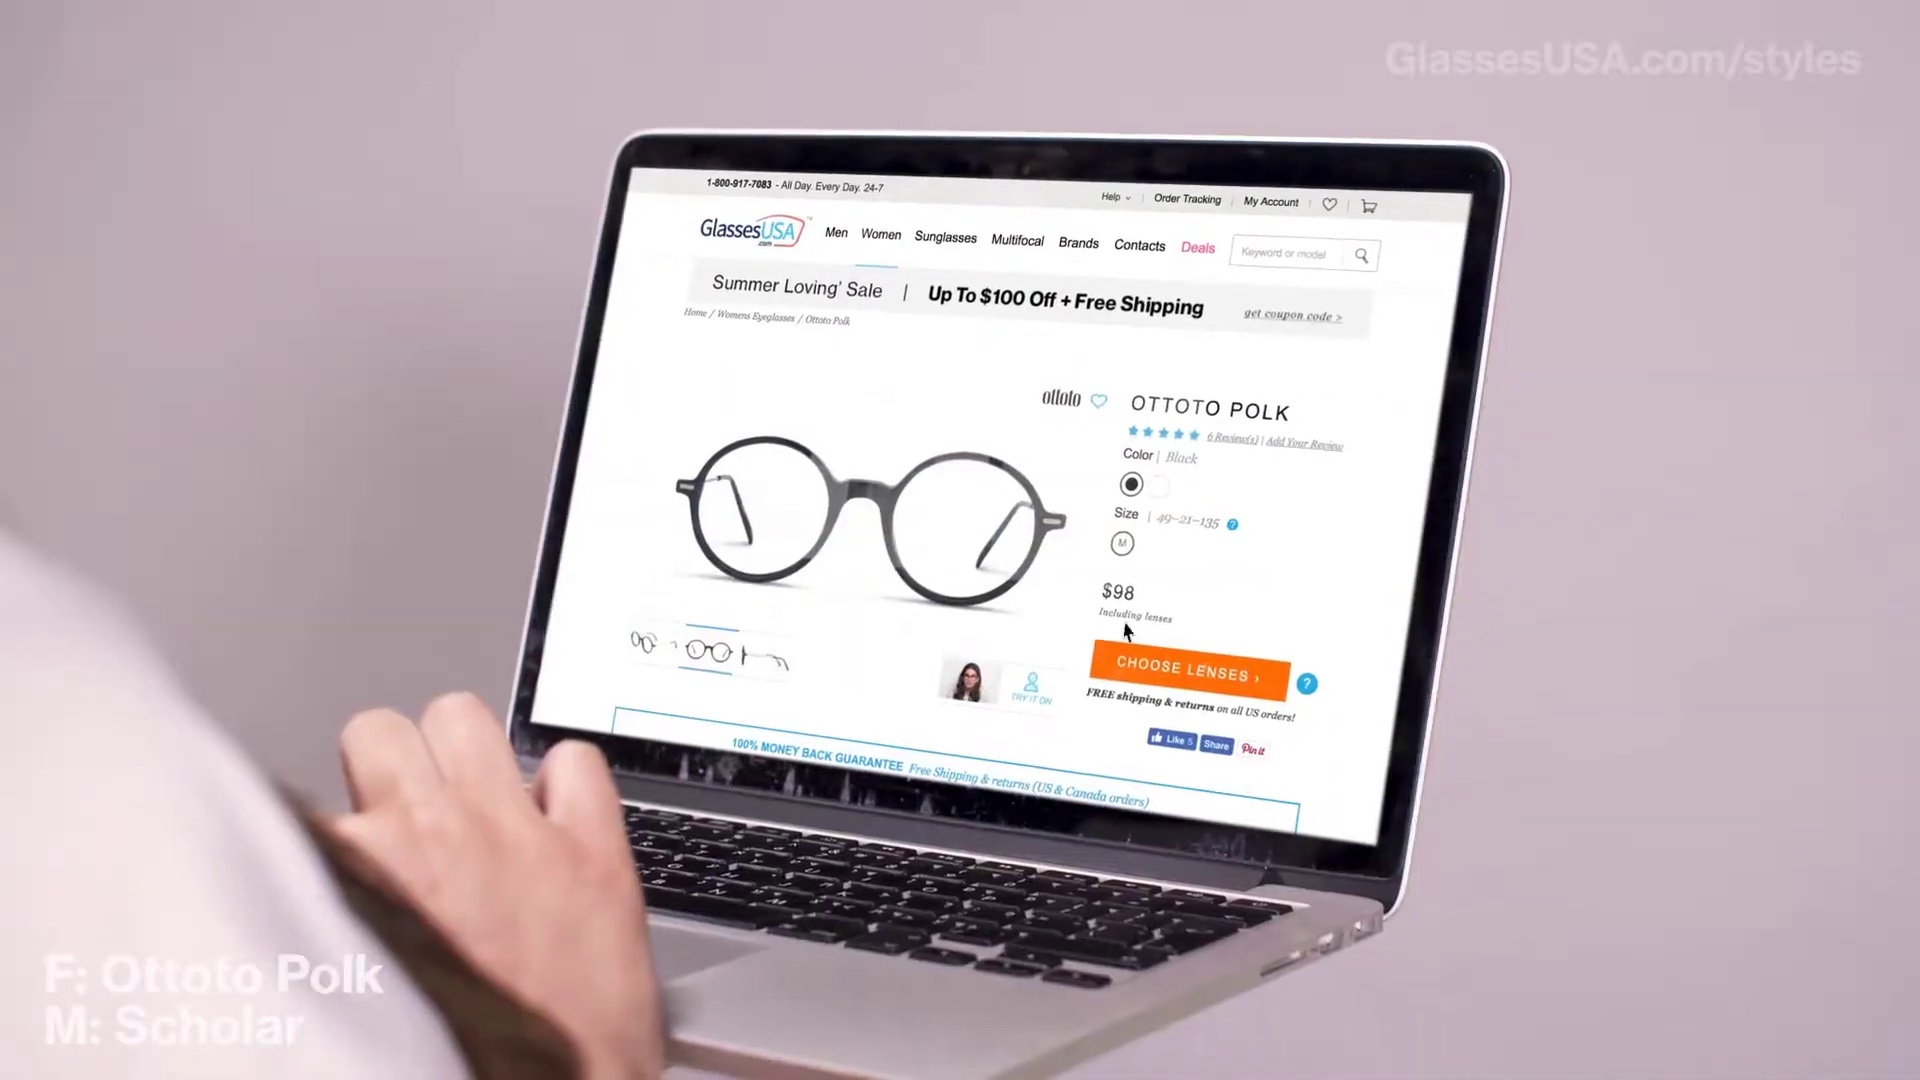 GlassesUSA.com/styles
1-800-917-7083 - All Day. Every Day. 24-7
Help
Order Tracking
My Account
GlassesUSA .com ™
Men Women Sunglasses Multifocal Brands Contacts Deals
Keyword or model
Summer Loving' Sale | Up To $100 Off + Free Shipping
get coupon code >
Home / Womens Eyeglasses / Ottoto Polk
ottoto
OTTOTO POLK
6 Review(s) | Add Your Review
Color | Black
Size | 49-21-135 ?
M
$98
Including lenses
CHOOSE LENSES › ?
TRY IT ON
FREE shipping & returns on all US orders!
Like 5 Share Pin it
100% MONEY BACK GUARANTEE Free Shipping & returns (US & Canada orders)
F: Ottoto Polk
M: Scholar